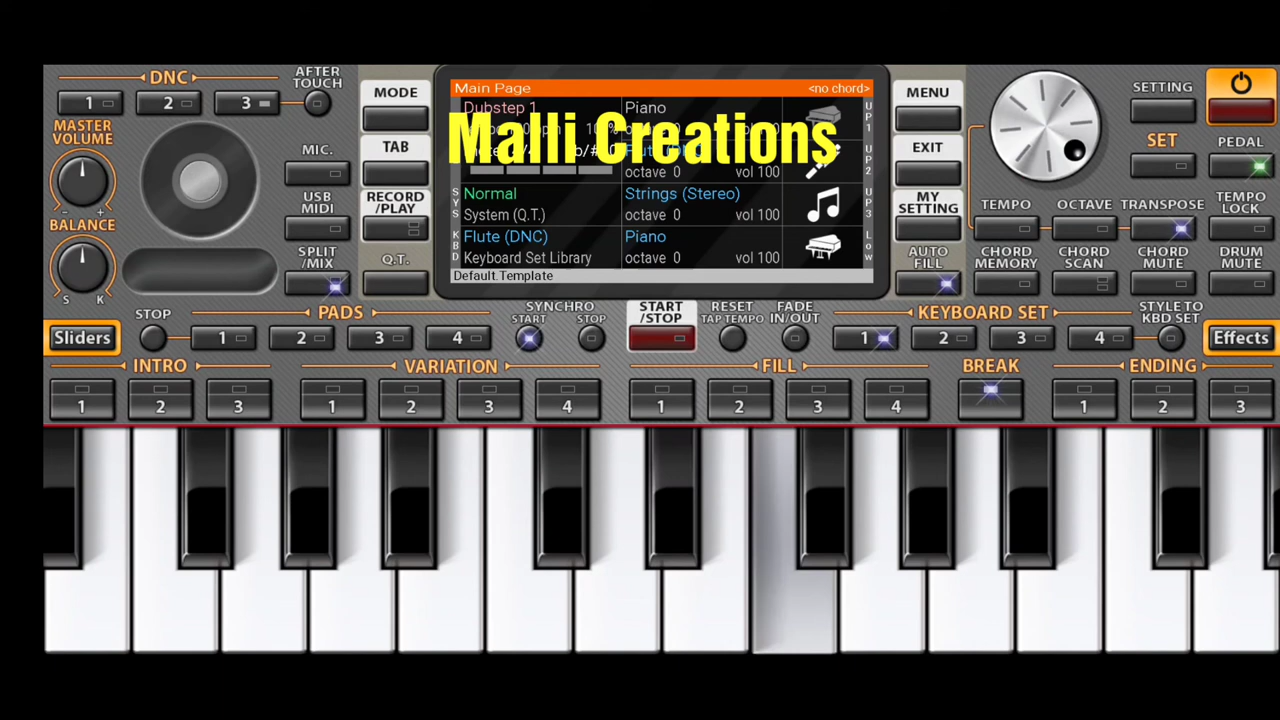 DNC
AFTER TOUCH
1 2 3
MASTER VOLUME
- +
BALANCE
S K
MIC.
USB MIDI
SPLIT /MIX
MODE
TAB
RECORD /PLAY
Q.T.
Main Page <no chord>
Dubstep 1 Piano
Malli Creations
octave 0 vol 100
Normal Strings (Stereo)
System (Q.T.) octave 0 vol 100
Flute (DNC) Piano
Keyboard Set Library octave 0 vol 100
Default Template
SYS
KBD
UP1
UP2
UP3
Low
MENU
EXIT
MY SETTING
AUTO FILL
SETTING
SET
PEDAL
TEMPO OCTAVE TRANSPOSE TEMPO LOCK
CHORD MEMORY CHORD SCAN CHORD MUTE DRUM MUTE
Sliders
STOP
PADS
1 2 3 4
SYNCHRO
START STOP
START /STOP
RESET TAP TEMPO
FADE IN/OUT
KEYBOARD SET
1 2 3 4
STYLE TO KBD SET
Effects
INTRO VARIATION FILL BREAK ENDING
1 2 3 1 2 3 4 1 2 3 4 1 2 3